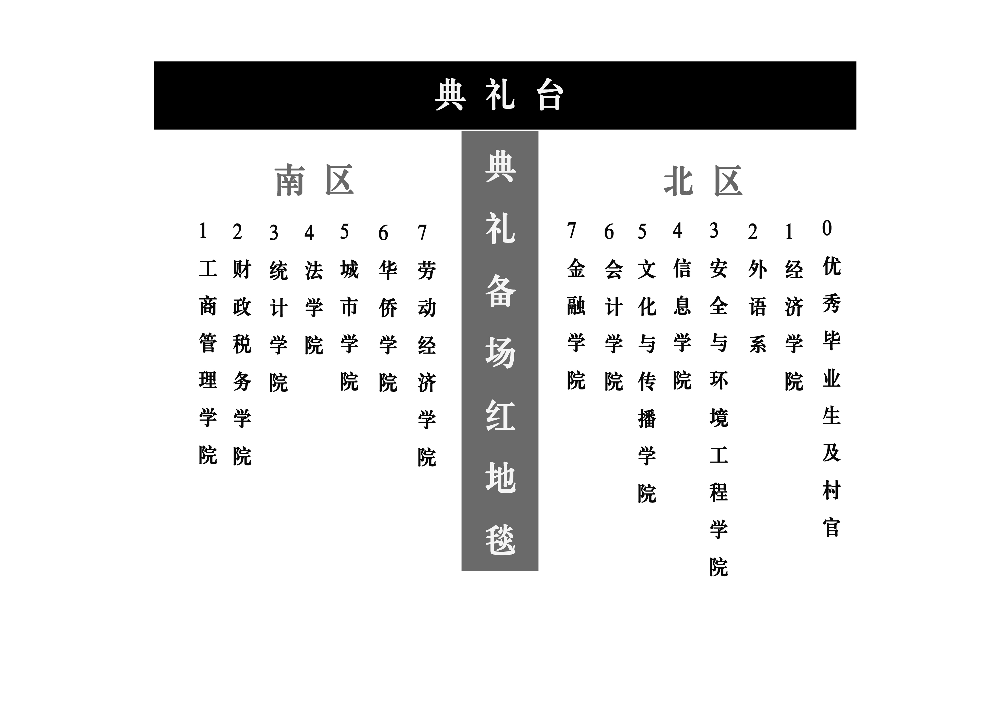 典礼台
南区
北区
典礼备场红地毯
1 工商管理学院
2 财政税务学院
3 统计学院
4 法学院
5 城市学院
6 华侨学院
7 劳动经济学院
7 金融学院
6 会计学院
5 文化与传播学院
4 信息学院
3 安全与环境工程学院
2 外语系
1 经济学院
0 优秀毕业生及村官